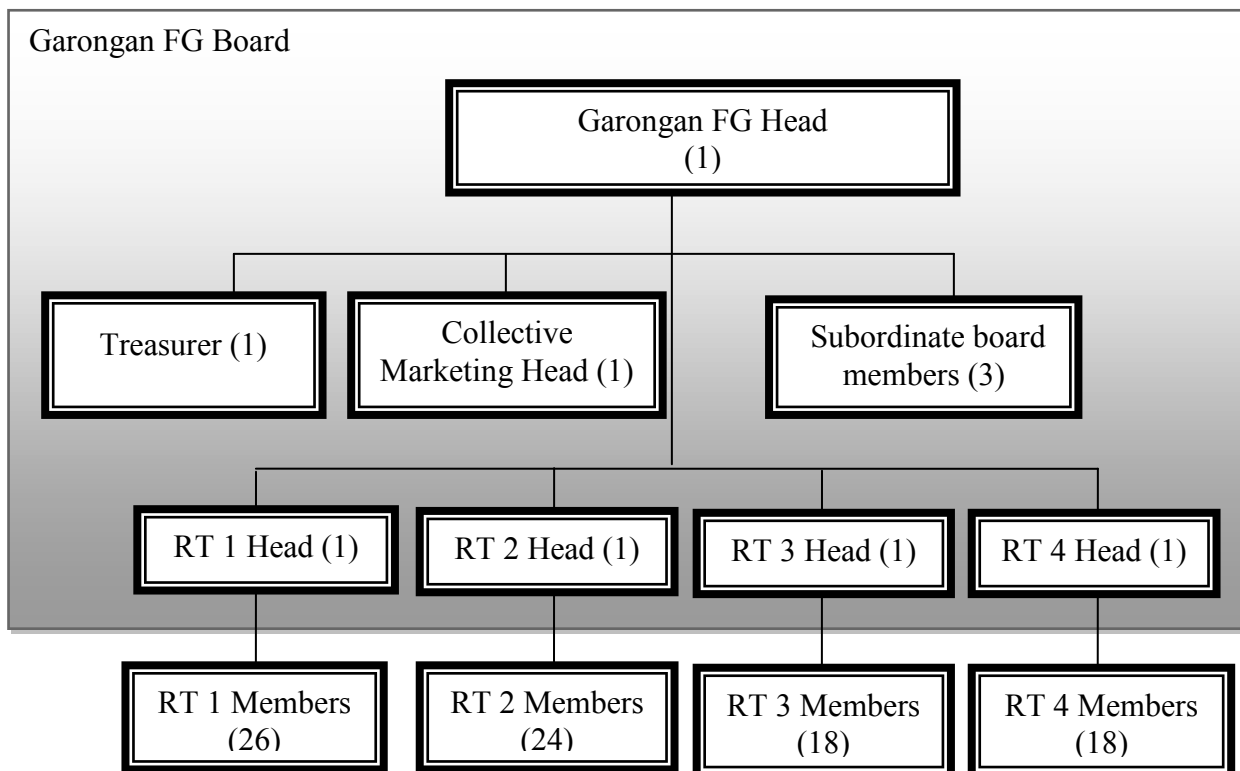 Garongan FG Board
Garongan FG Head
(1)
Treasurer (1)
Collective
Marketing Head (1)
Subordinate board
members (3)
RT 1 Head (1)
RT 2 Head (1)
RT 3 Head (1)
RT 4 Head (1)
RT 1 Members
(26)
RT 2 Members
(24)
RT 3 Members
(18)
RT 4 Members
(18)